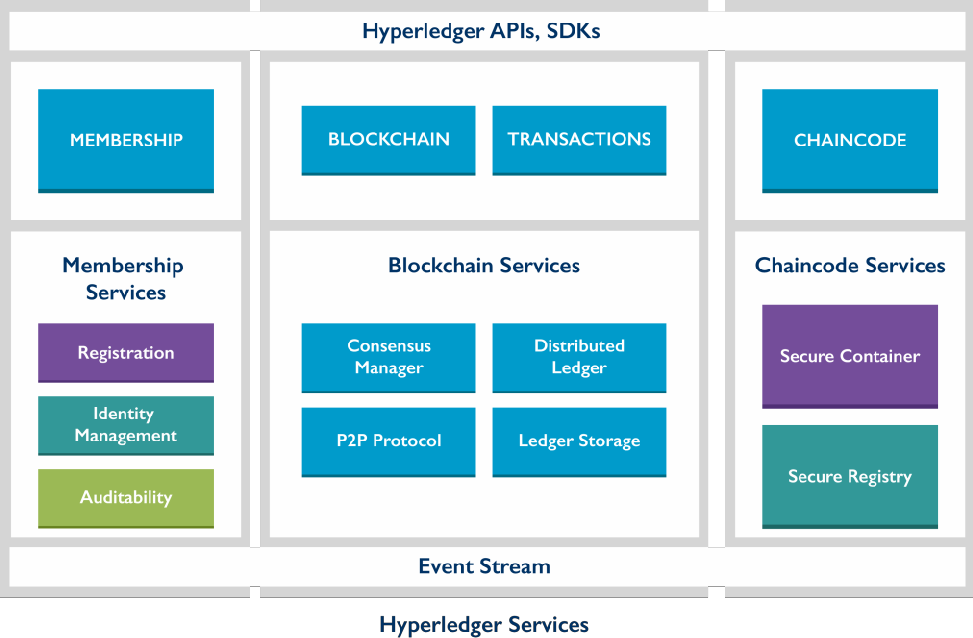 Hyperledger APIs, SDKs
MEMBERSHIP
BLOCKCHAIN
TRANSACTIONS
CHAINCODE
Membership
Services
Registration
Identity
Management
Auditability
Blockchain Services
Consensus
Manager
Distributed
Ledger
P2P Protocol
Ledger Storage
Chaincode Services
Secure Container
Secure Registry
Event Stream
Hyperledger Services